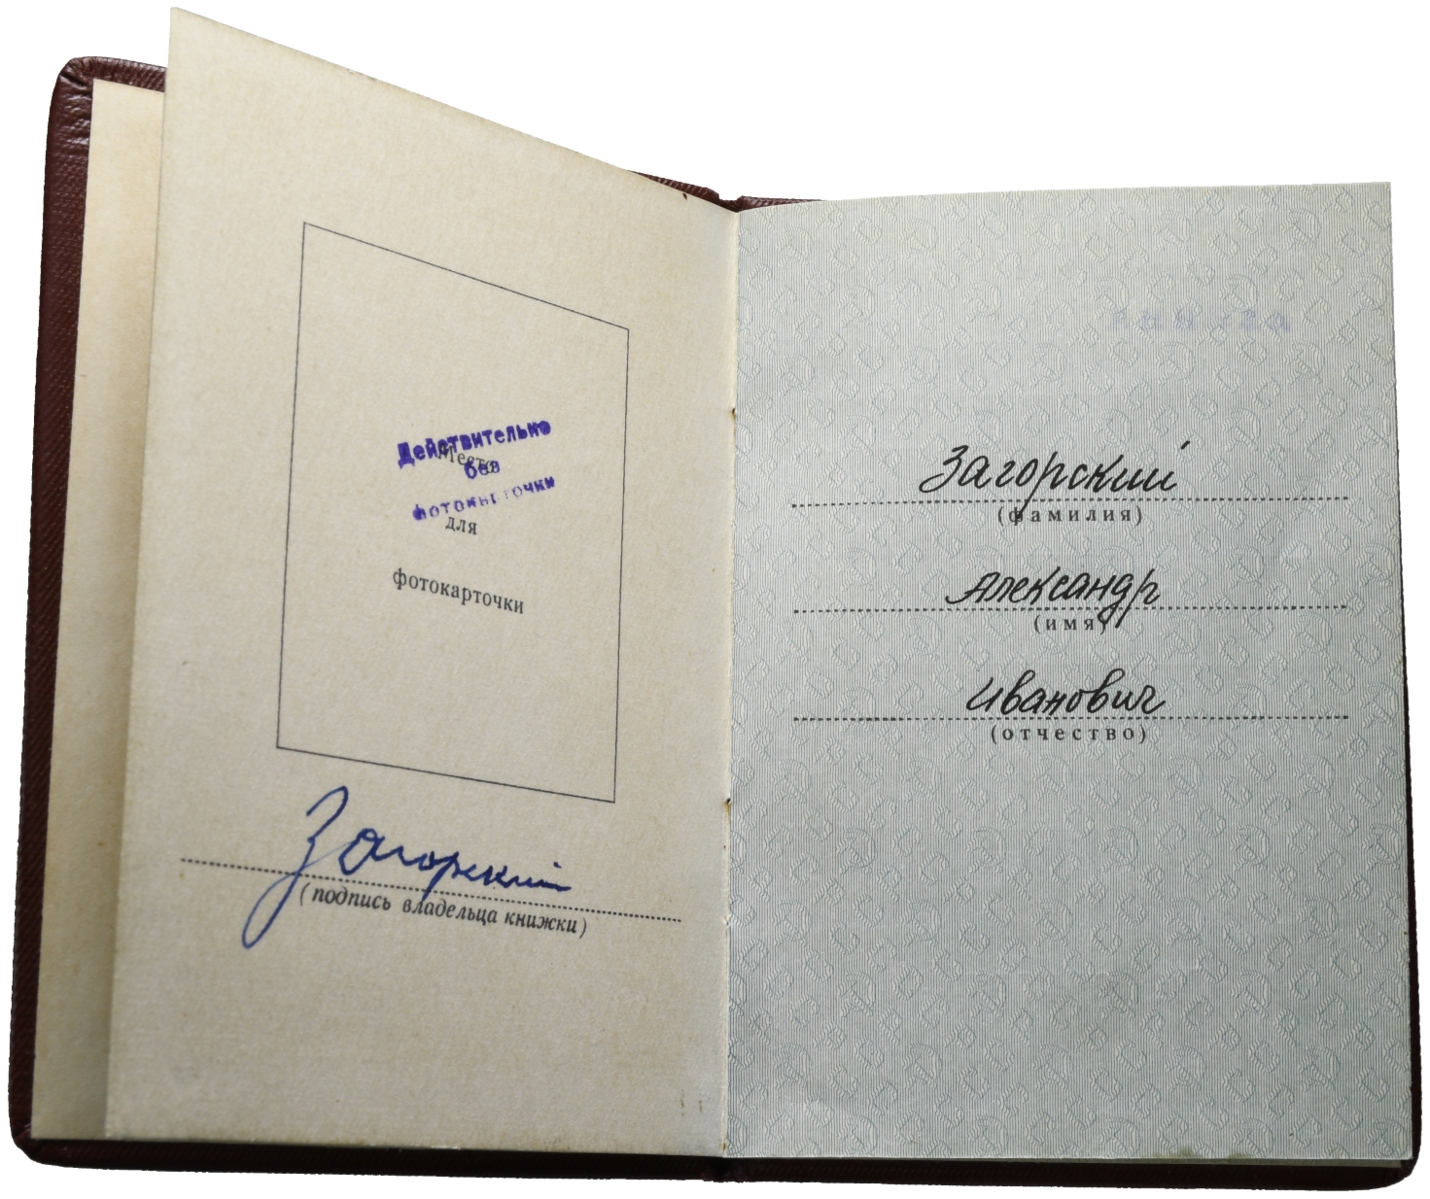 Действительно
Место
без
фотокарточки
для
фотокарточки
Загорский
(подпись владельца книжки)
Загорский
(фамилия)
Александр
(имя)
Иванович
(отчество)